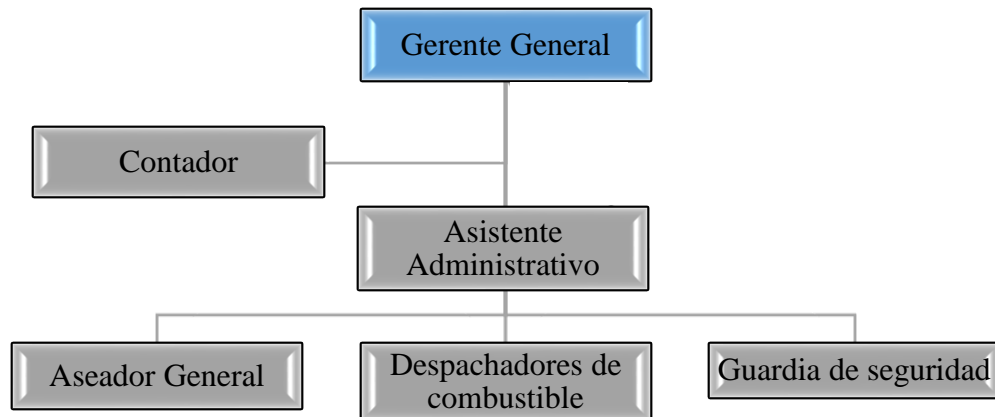 Gerente General
Contador
Asistente
Administrativo
Aseador General
Despachadores de
combustible
Guardia de seguridad